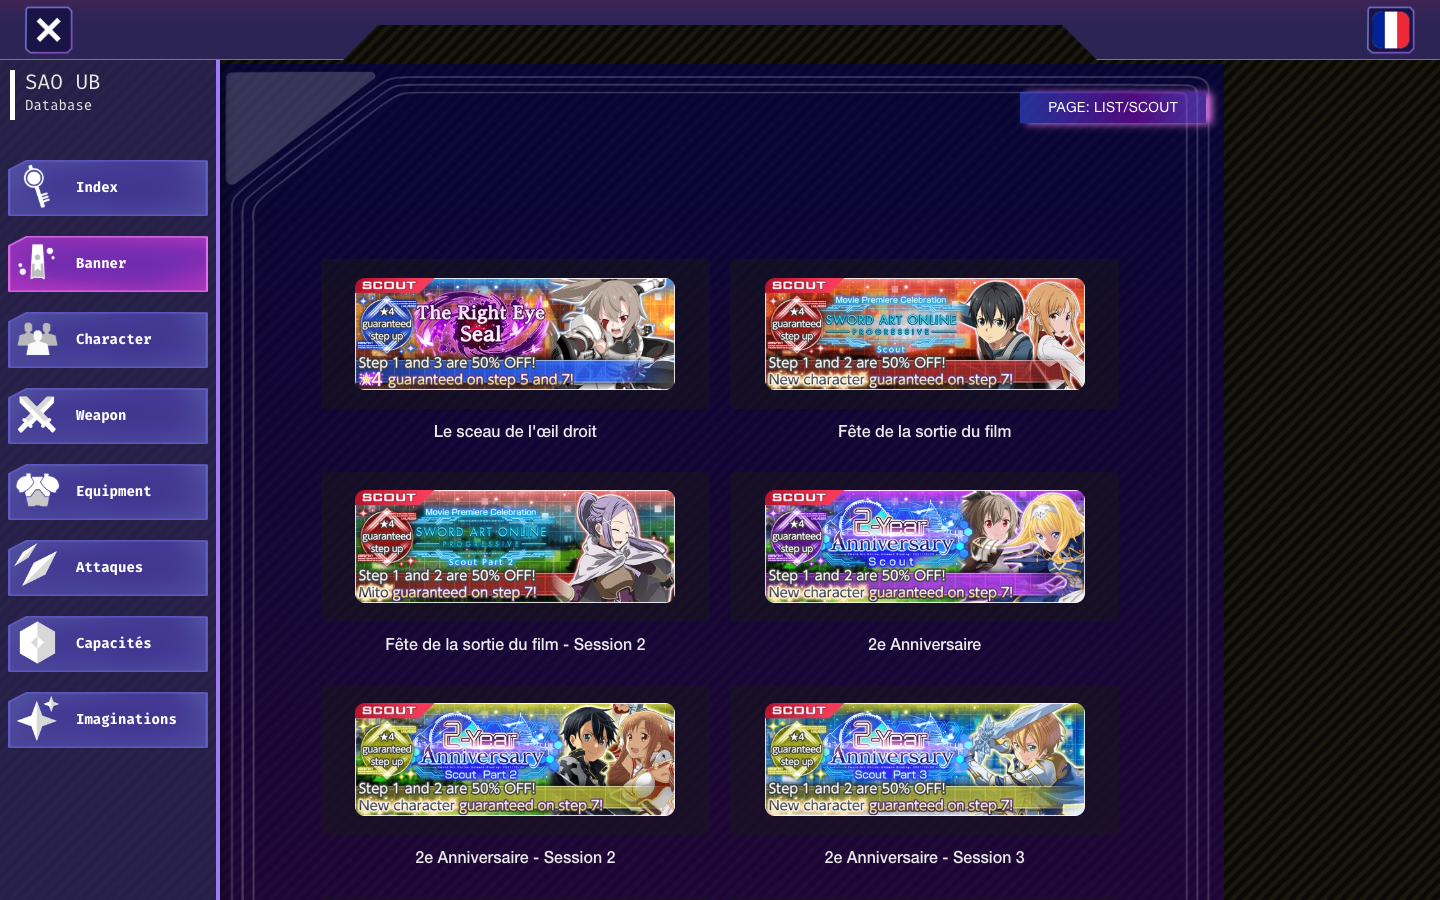 SAO UB
Database
PAGE: LIST/SCOUT
Index
Banner
Character
Weapon
Equipment
Attaques
Capacités
Imaginations
SCOUT
★4
guaranteed
step up
The Right Eye
Seal
Step 1 and 3 are 50% OFF!
★4 guaranteed on step 5 and 7!
Le sceau de l'œil droit
SCOUT
★4
guaranteed
step up
Movie Premiere Celebration
SWORD ART ONLINE
PROGRESSIVE
Scout
Step 1 and 2 are 50% OFF!
New character guaranteed on step 7!
Fête de la sortie du film
SCOUT
★4
guaranteed
step up
Movie Premiere Celebration
SWORD ART ONLINE
PROGRESSIVE
Scout Part 2
Step 1 and 2 are 50% OFF!
Mito guaranteed on step 7!
Fête de la sortie du film - Session 2
SCOUT
★4
guaranteed
step up
2-Year
Anniversary
Scout
Step 1 and 2 are 50% OFF!
New character guaranteed on step 7!
2e Anniversaire
SCOUT
★4
guaranteed
step up
2-Year
Anniversary
Scout Part 2
Step 1 and 2 are 50% OFF!
New character guaranteed on step 7!
2e Anniversaire - Session 2
SCOUT
★4
guaranteed
step up
2-Year
Anniversary
Scout Part 3
Step 1 and 2 are 50% OFF!
New character guaranteed on step 7!
2e Anniversaire - Session 3